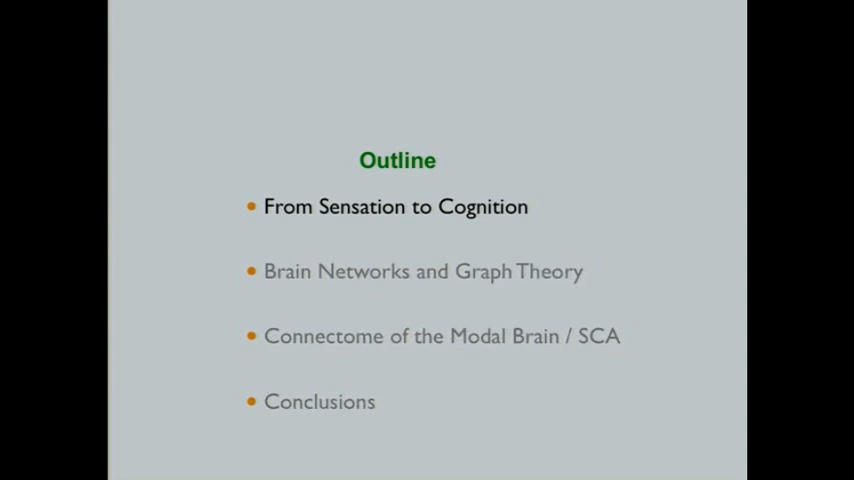 Outline
From Sensation to Cognition
Brain Networks and Graph Theory
Connectome of the Modal Brain / SCA
Conclusions